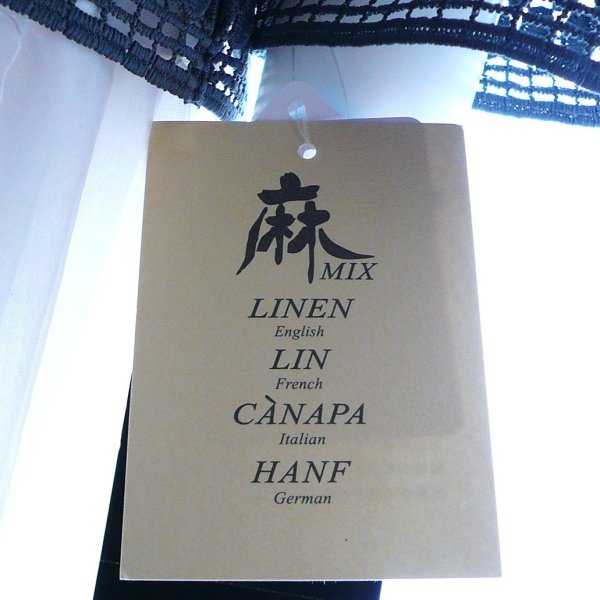 麻 MIX
LINEN
English
LIN
French
CÀNAPA
Italian
HANF
German